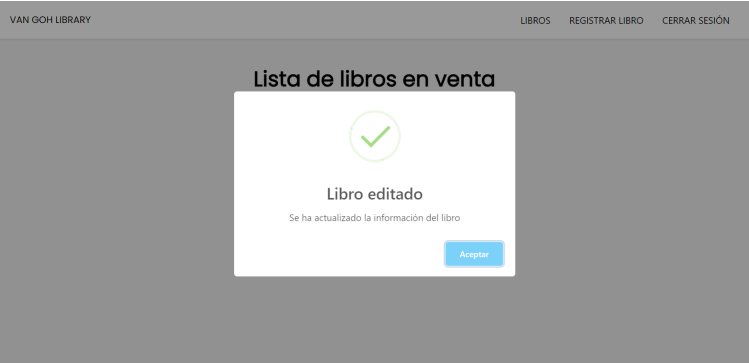 VAN GOH LIBRARY
LIBROS REGISTRAR LIBRO CERRAR SESIÓN
Lista de libros en venta
Libro editado
Se ha actualizado la información del libro
Aceptar